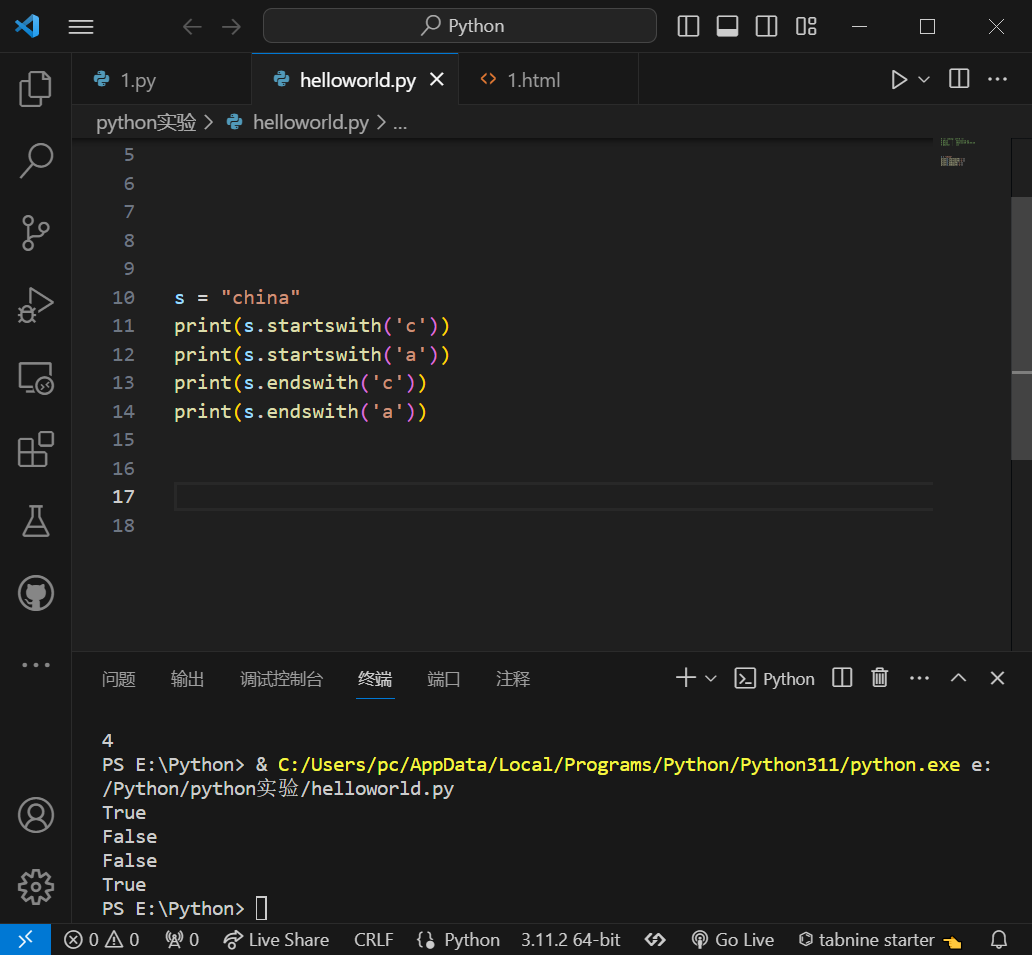 Python
1.py
helloworld.py
1.html
python实验 > helloworld.py > ...
5
6
7
8
9
10 s = "china"
11 print(s.startswith('c'))
12 print(s.startswith('a'))
13 print(s.endswith('c'))
14 print(s.endswith('a'))
15
16
17
18
问题 输出 调试控制台 终端 端口 注释 Python
4
PS E:\Python> & C:/Users/pc/AppData/Local/Programs/Python/Python311/python.exe e:
/Python/python实验/helloworld.py
True
False
False
True
PS E:\Python>
0 0 0 Live Share CRLF Python 3.11.2 64-bit Go Live tabnine starter